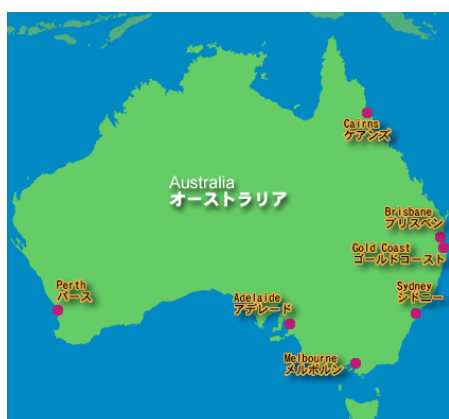 Cairns
ケアンズ
Australia
オーストラリア
Brisbane
ブリスベン
Gold Coast
ゴールドコースト
Perth
パース
Adelaide
アデレード
Sydney
シドニー
Melbourne
メルボルン